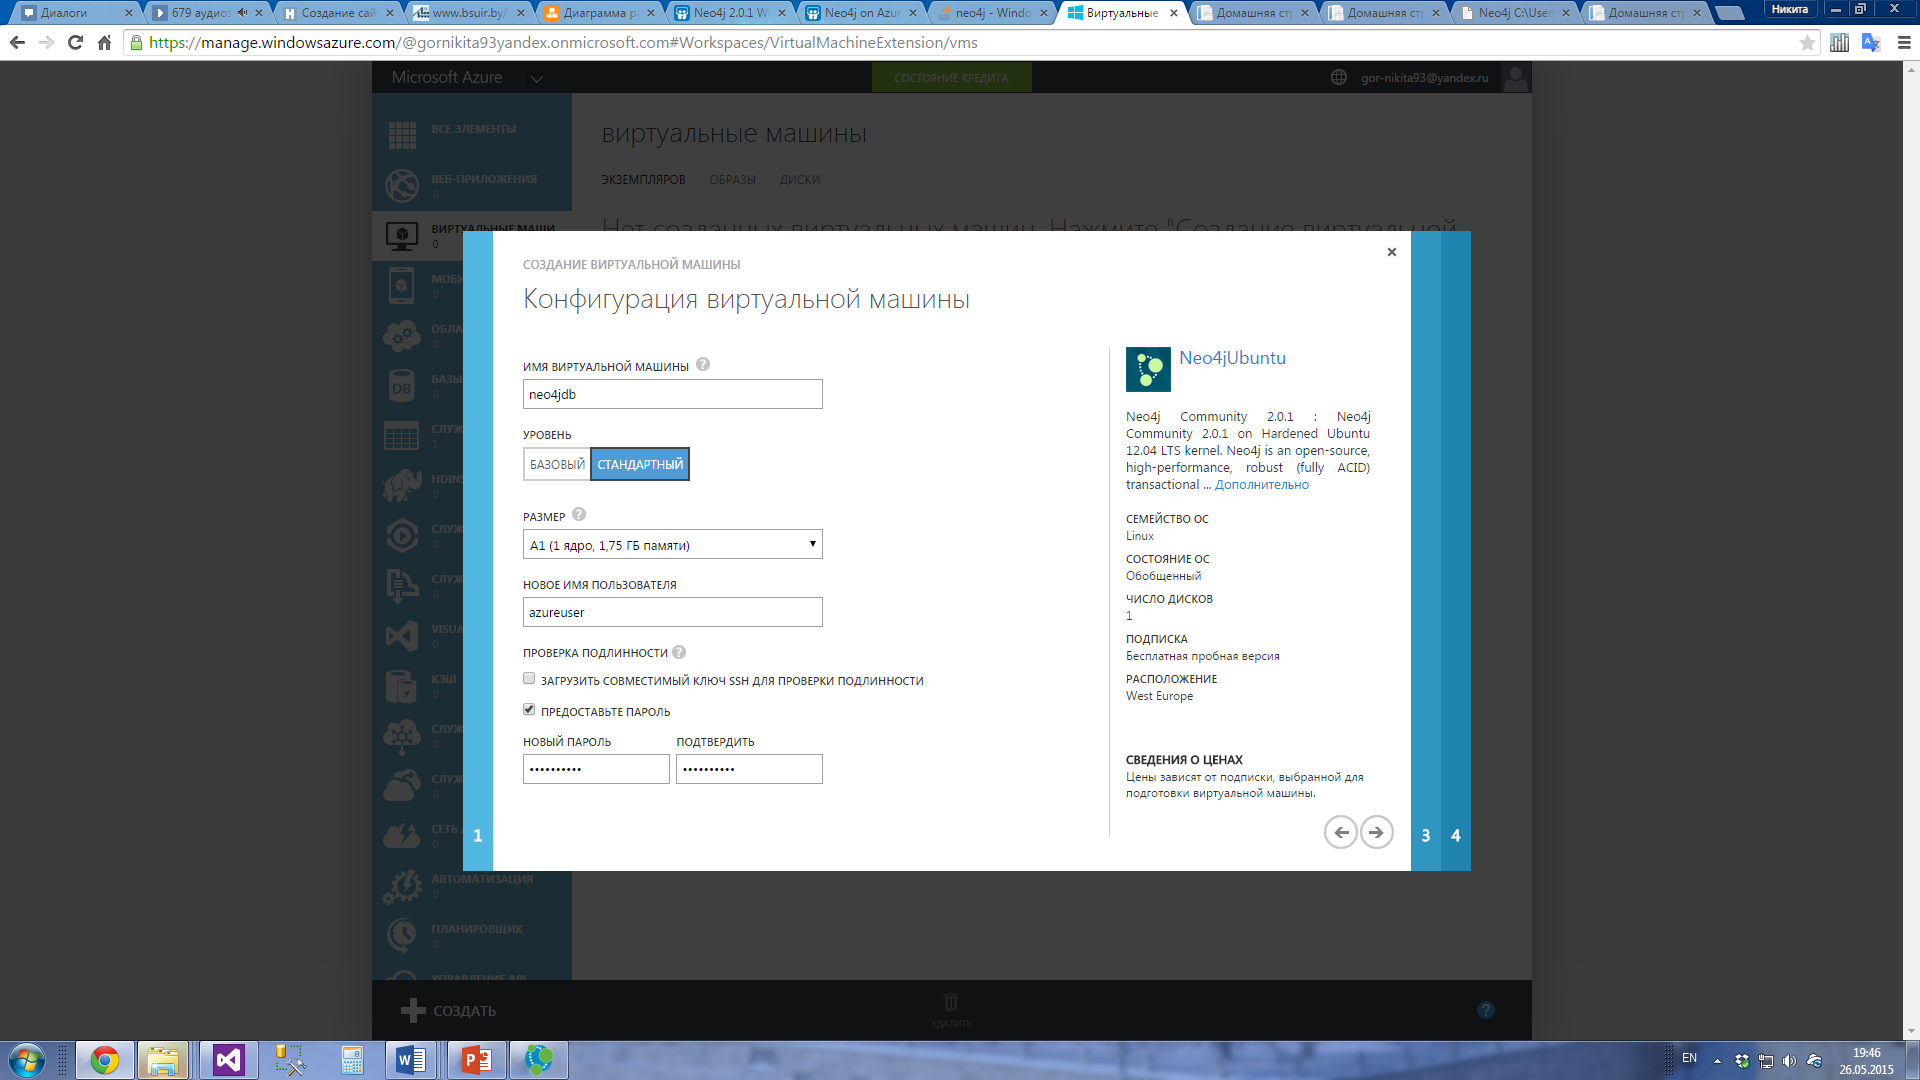 Диалоги
679 аудиоз
Создание сай
www.bsuir.by/
Диаграмма р
Neo4j 2.0.1 Wi
Neo4j on Azur
neo4j - Windo
Виртуальные
Домашняя ст
Домашняя ст
Neo4j C:\User
Домашняя ст
Никита
https://manage.windowsazure.com/@gornikita93yandex.onmicrosoft.com#Workspaces/VirtualMachineExtension/vms
Microsoft Azure
СОСТОЯНИЕ КРЕДИТА
gor-nikita93@yandex.ru
ВСЕ ЭЛЕМЕНТЫ
ВЕБ-ПРИЛОЖЕНИЯ
0
ВИРТУАЛЬНЫЕ МАШИ
0
МОБИ
0
ОБЛА
0
БАЗЫ
0
СЛУЖ
1
HDINS
0
СЛУЖ
0
СЛУЖ
0
VISUA
0
КЭШ
0
СЛУЖ
0
СЛУЖ
0
СЕТЬ
0
АВТОМАТИЗАЦИЯ
0
ПЛАНИРОВЩИК
0
УПРАВЛЕНИЕ API
виртуальные машины
ЭКЗЕМПЛЯРОВ ОБРАЗЫ ДИСКИ
Нет созданных виртуальных машин. Нажмите "Создание виртуальной
СОЗДАНИЕ ВИРТУАЛЬНОЙ МАШИНЫ
Конфигурация виртуальной машины
ИМЯ ВИРТУАЛЬНОЙ МАШИНЫ ?
neo4jdb
УРОВЕНЬ
БАЗОВЫЙ СТАНДАРТНЫЙ
РАЗМЕР ?
A1 (1 ядро, 1,75 ГБ памяти)
НОВОЕ ИМЯ ПОЛЬЗОВАТЕЛЯ
azureuser
ПРОВЕРКА ПОДЛИННОСТИ ?
ЗАГРУЗИТЬ СОВМЕСТИМЫЙ КЛЮЧ SSH ДЛЯ ПРОВЕРКИ ПОДЛИННОСТИ
ПРЕДОСТАВЬТЕ ПАРОЛЬ
НОВЫЙ ПАРОЛЬ ПОДТВЕРДИТЬ
•••••••••• ••••••••••
Neo4jUbuntu
Neo4j Community 2.0.1 : Neo4j
Community 2.0.1 on Hardened Ubuntu
12.04 LTS kernel. Neo4j is an open-source,
high-performance, robust (fully ACID)
transactional ... Дополнительно
СЕМЕЙСТВО ОС
Linux
СОСТОЯНИЕ ОС
Обобщенный
ЧИСЛО ДИСКОВ
1
ПОДПИСКА
Бесплатная пробная версия
РАСПОЛОЖЕНИЕ
West Europe
СВЕДЕНИЯ О ЦЕНАХ
Цены зависят от подписки, выбранной для
подготовки виртуальной машины.
1
3 4
СОЗДАТЬ
УДАЛИТЬ
?
EN
19:46
26.05.2015